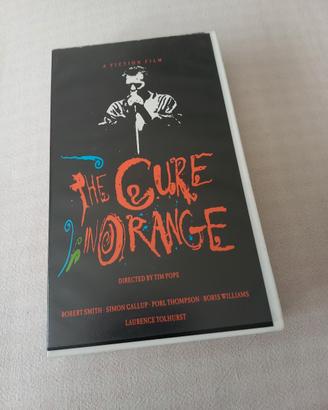 A FICTION FILM
THE CURE
IN ORANGE
DIRECTED BY TIM POPE
ROBERT SMITH · SIMON GALLUP · PORL THOMPSON · BORIS WILLIAMS
LAURENCE TOLHURST